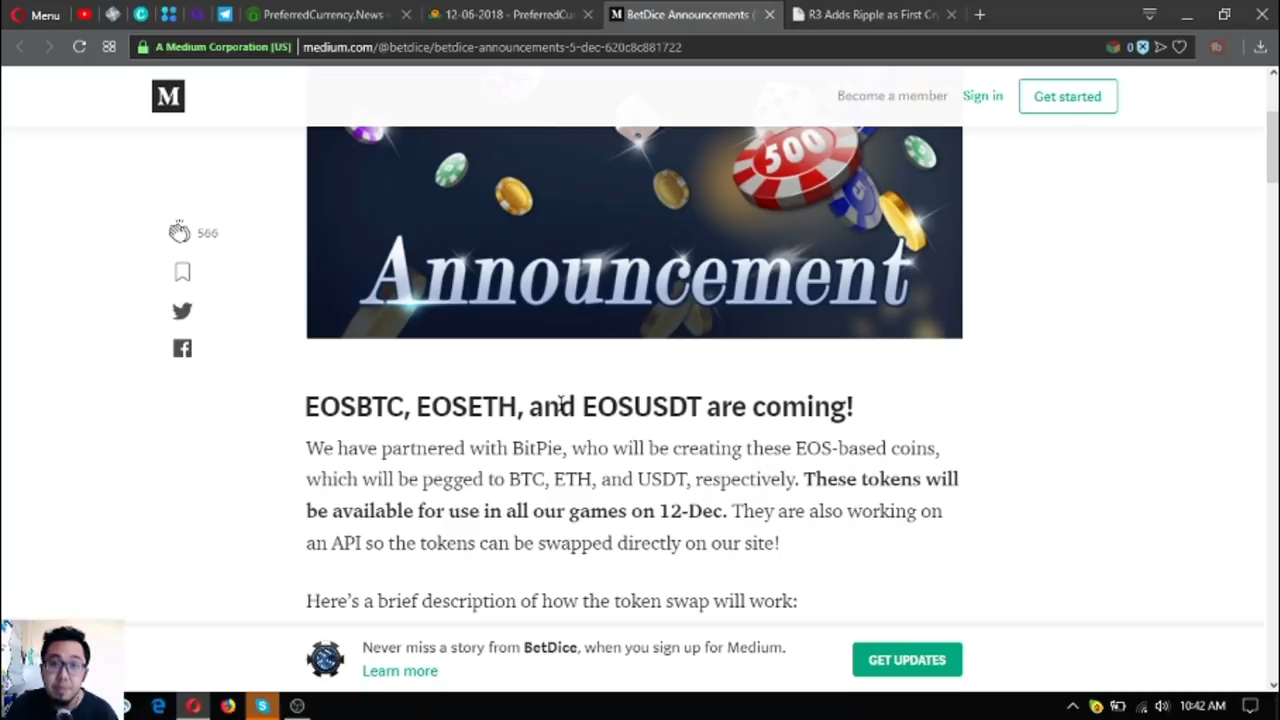 Menu
PreferredCurrency.News -
12-06-2018 - PreferredCu
BetDice Announcements (
R3 Adds Ripple as First Cr
A Medium Corporation [US]
medium.com/@betdice/betdice-announcements-5-dec-620c8c881722
0
M
Become a member
Sign in
Get started
500
566
Announcement
EOSBTC, EOSETH, and EOSUSDT are coming!
We have partnered with BitPie, who will be creating these EOS-based coins,
which will be pegged to BTC, ETH, and USDT, respectively. These tokens will
be available for use in all our games on 12-Dec. They are also working on
an API so the tokens can be swapped directly on our site!
Here's a brief description of how the token swap will work:
Never miss a story from BetDice, when you sign up for Medium.
Learn more
GET UPDATES
10:42 AM